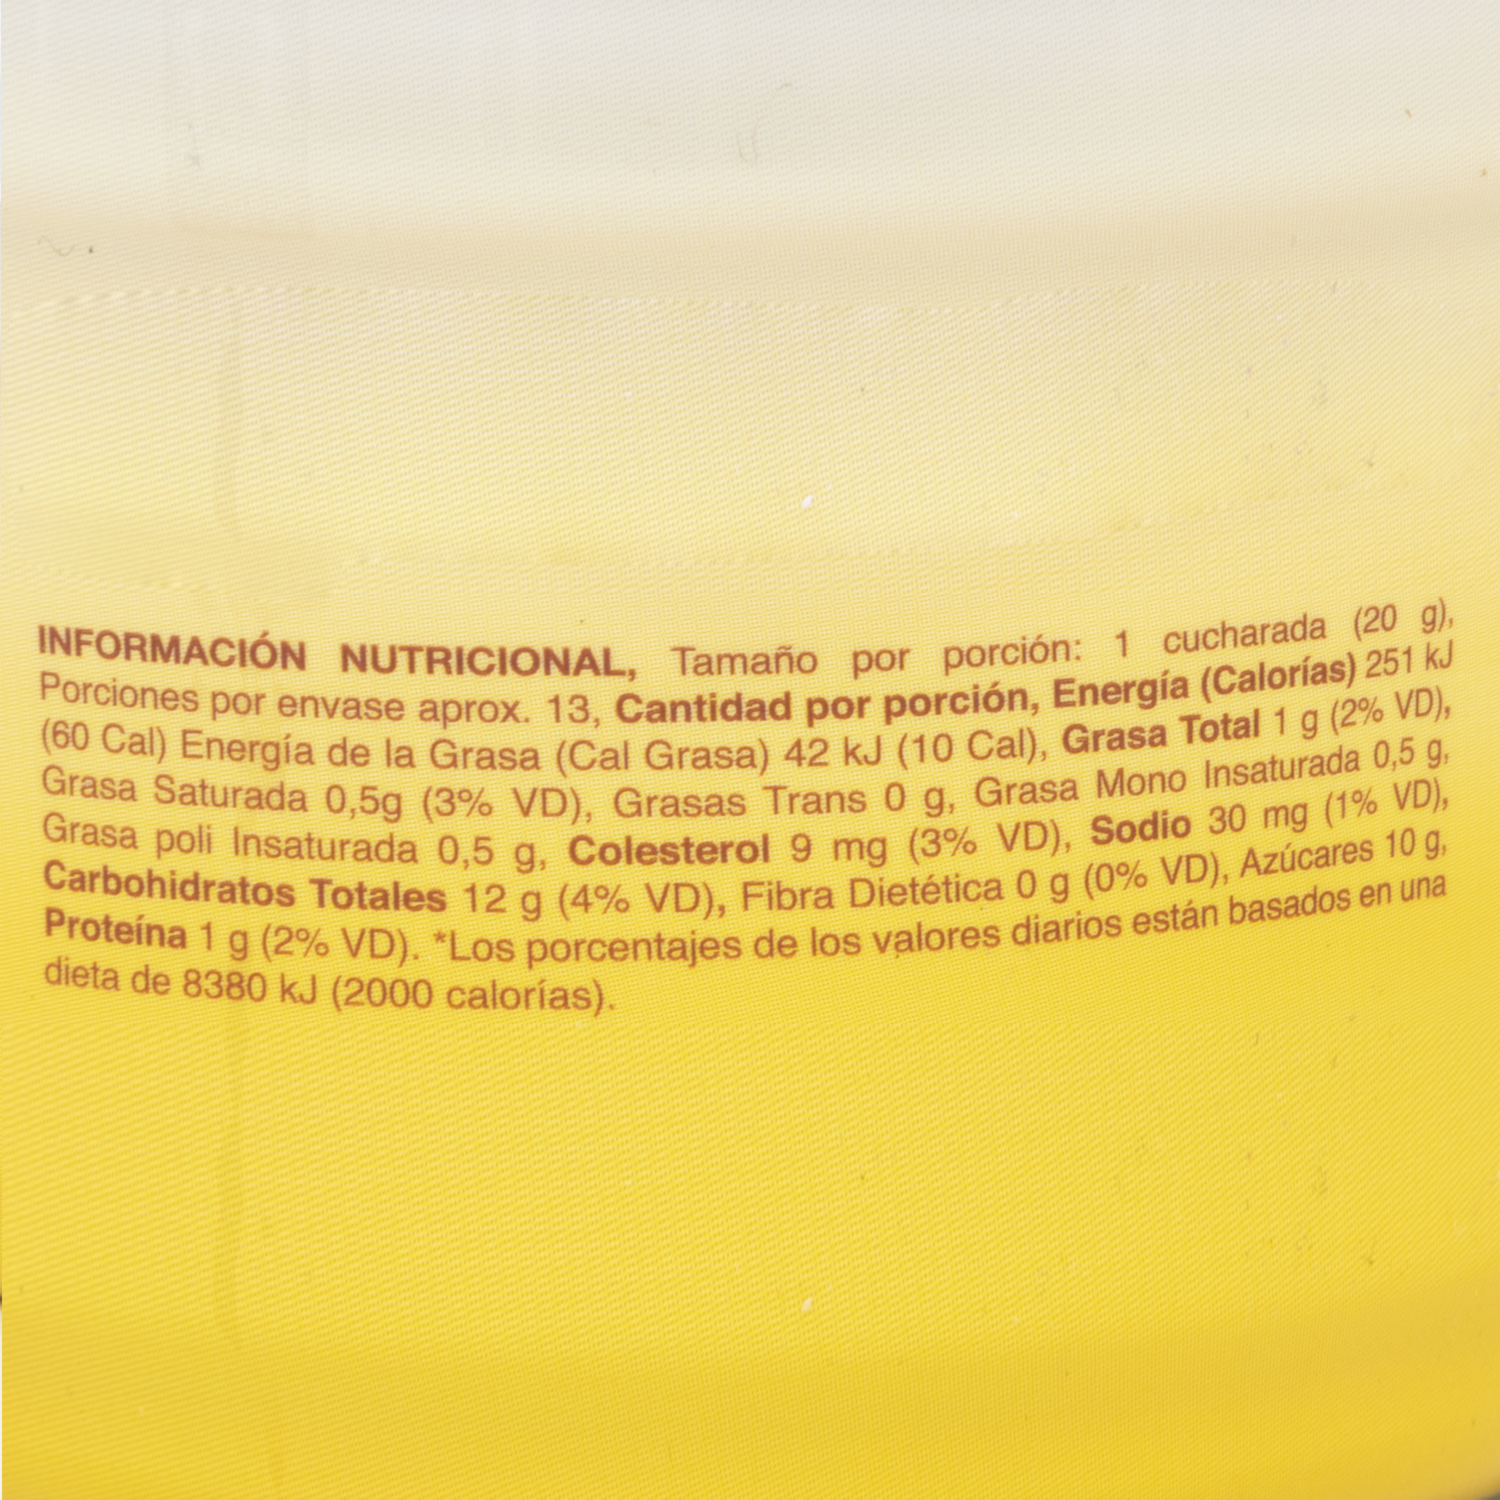 INFORMACIÓN NUTRICIONAL, Tamaño por porción: 1 cucharada (20 g),
Porciones por envase aprox. 13, Cantidad por porción, Energía (Calorías) 251 kJ
(60 Cal) Energía de la Grasa (Cal Grasa) 42 kJ (10 Cal), Grasa Total 1 g (2% VD),
Grasa Saturada 0,5g (3% VD), Grasas Trans 0 g, Grasa Mono Insaturada 0,5 g,
Grasa poli Insaturada 0,5 g, Colesterol 9 mg (3% VD), Sodio 30 mg (1% VD),
Carbohidratos Totales 12 g (4% VD), Fibra Dietética 0 g (0% VD), Azúcares 10 g,
Proteína 1 g (2% VD). *Los porcentajes de los valores diarios están basados en una
dieta de 8380 kJ (2000 calorías).